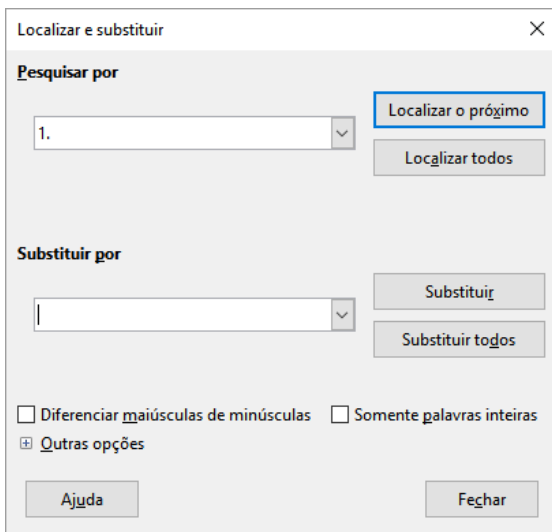 Localizar e substituir
Pesquisar por
1.
Localizar o próximo
Localizar todos
Substituir por
Substituir
Substituir todos
Diferenciar maiúsculas de minúsculas
Somente palavras inteiras
Outras opções
Ajuda
Fechar